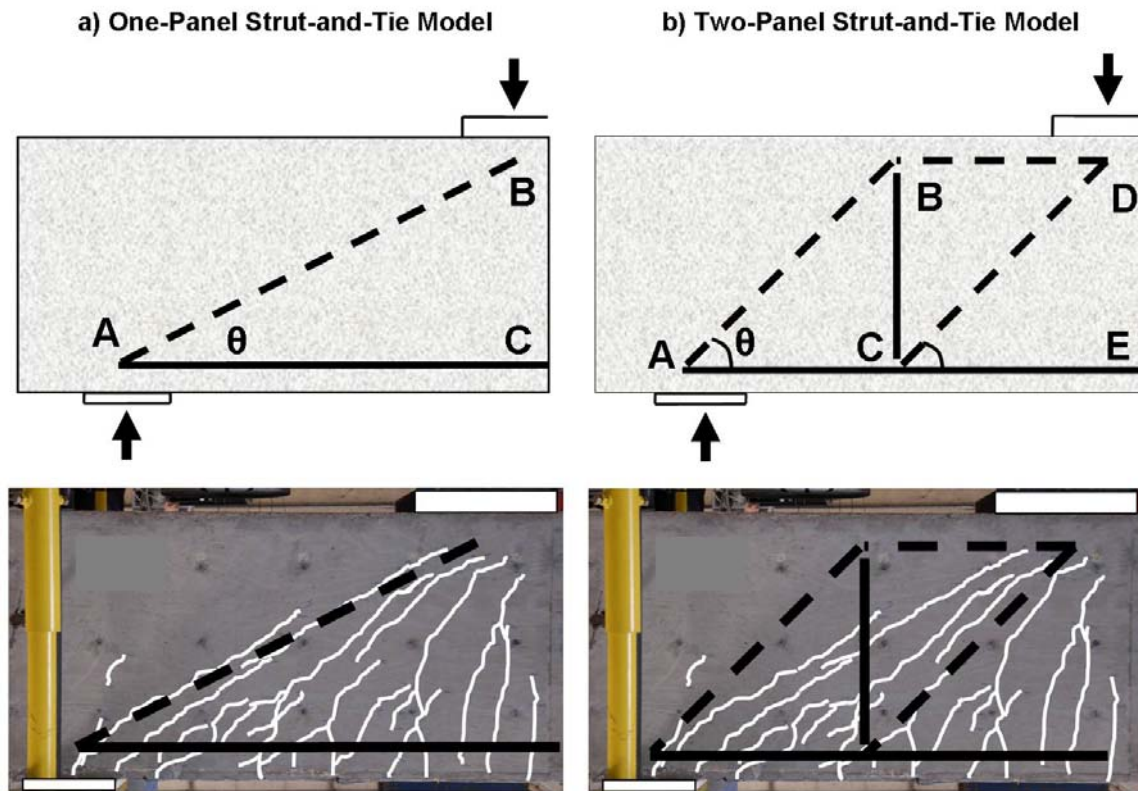 a) One-Panel Strut-and-Tie Model
b) Two-Panel Strut-and-Tie Model
B
A
θ
C
B
D
A
θ
C
E